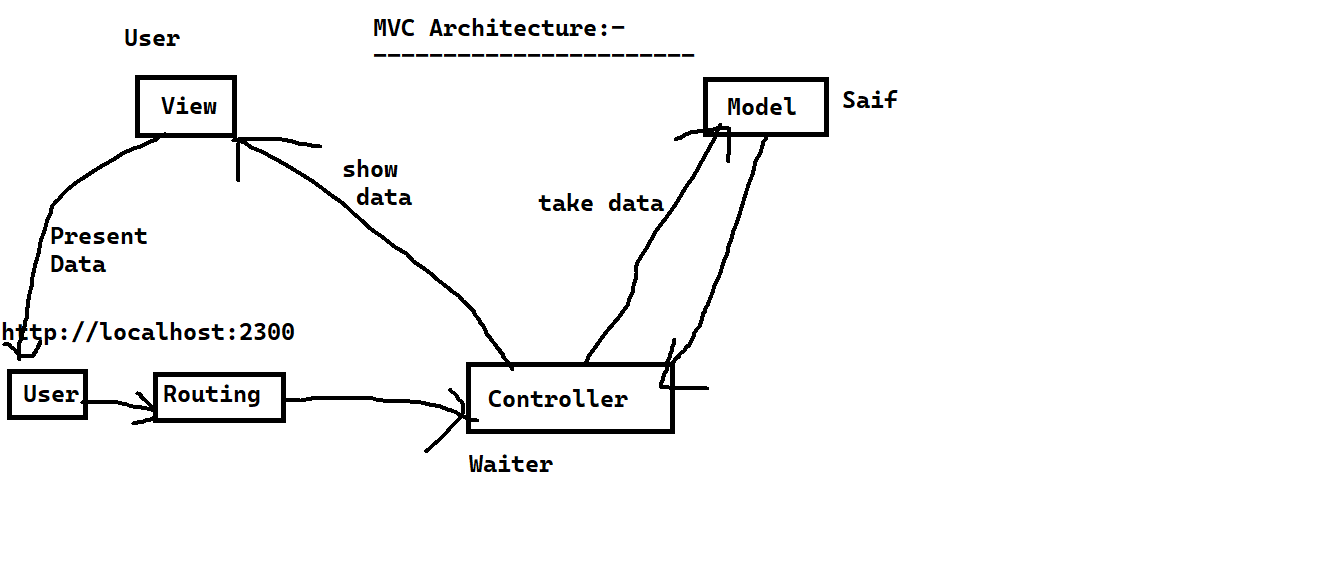 MVC Architecture:-
-----------------------
User
View
Model
Saif
show
data
take data
Present
Data
http://localhost:2300
User
Routing
Controller
Waiter